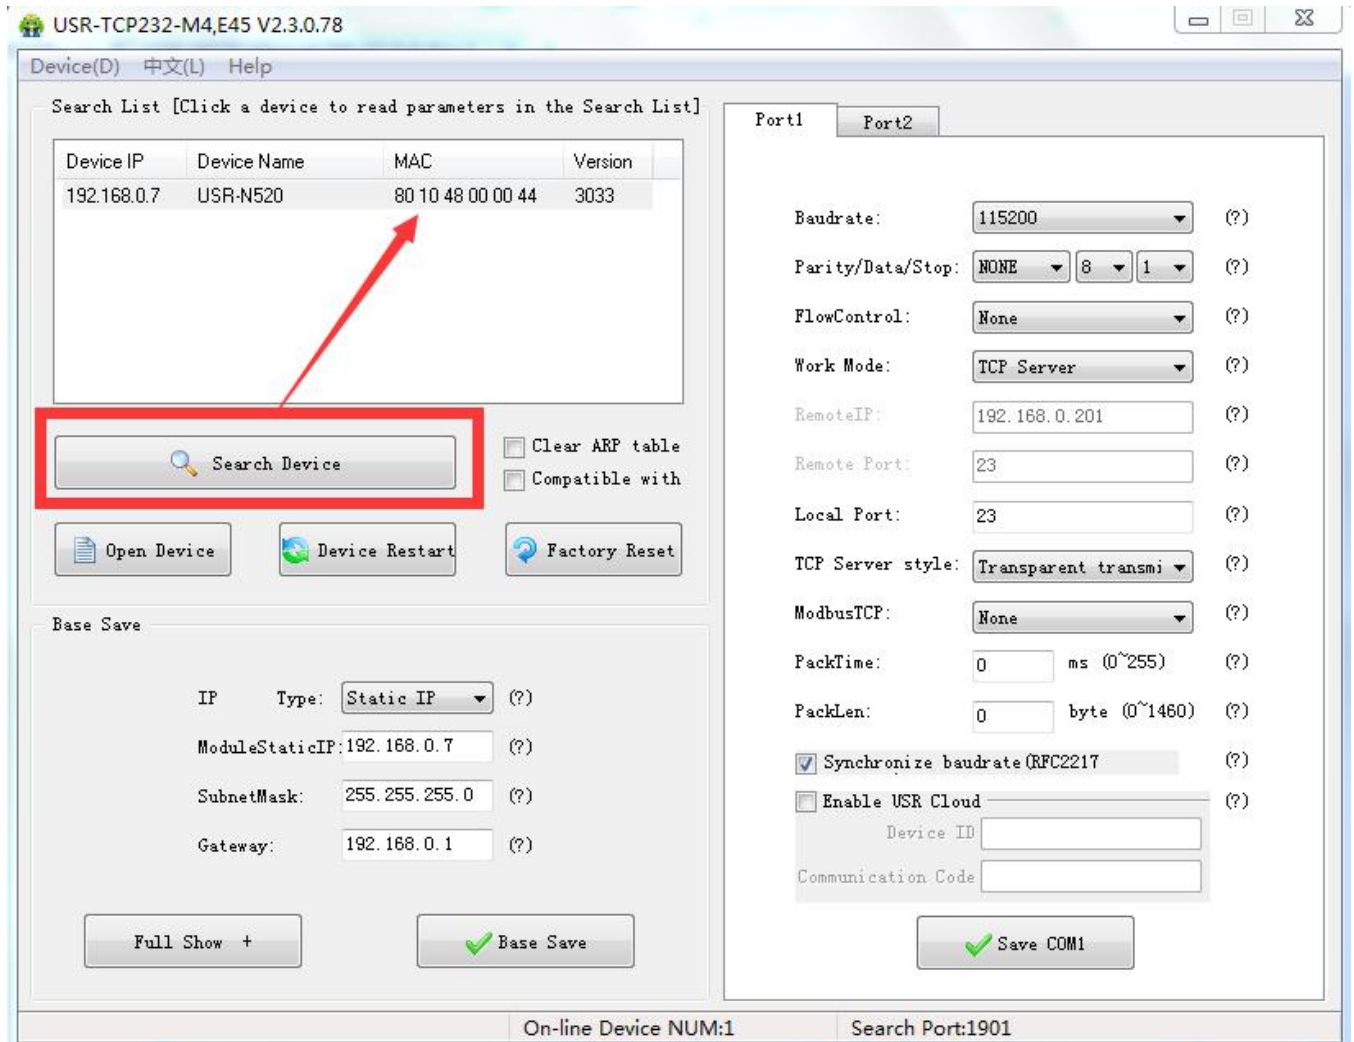 USR-TCP232-M4,E45 V2.3.0.78
Device(D) 中文(L) Help
Search List [Click a device to read parameters in the Search List]
Device IP Device Name MAC Version
192.168.0.7 USR-N520 80 10 48 00 00 44 3033
Search Device
Clear ARP table
Compatible with
Open Device Device Restart Factory Reset
Base Save
IP Type: Static IP (?)
ModuleStaticIP: 192.168.0.7 (?)
SubnetMask: 255.255.255.0 (?)
Gateway: 192.168.0.1 (?)
Full Show + Base Save
Port1 Port2
Baudrate: 115200 (?)
Parity/Data/Stop: NONE 8 1 (?)
FlowControl: None (?)
Work Mode: TCP Server (?)
RemoteIP: 192.168.0.201 (?)
Remote Port: 23 (?)
Local Port: 23 (?)
TCP Server style: Transparent transmi (?)
ModbusTCP: None (?)
PackTime: 0 ms (0~255) (?)
PackLen: 0 byte (0~1460) (?)
Synchronize baudrate(RFC2217 (?)
Enable USR Cloud (?)
Device ID
Communication Code
Save COM1
On-line Device NUM:1 Search Port:1901